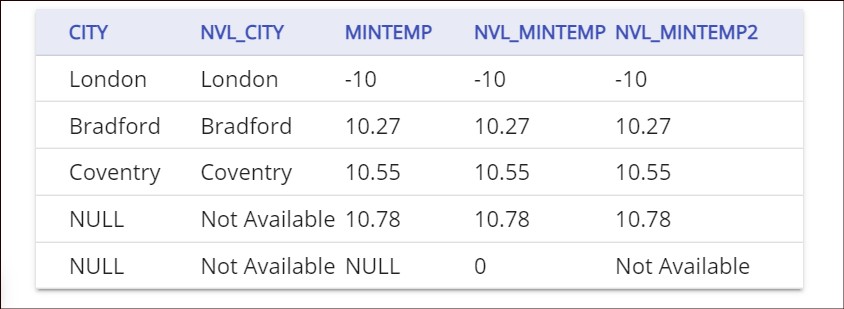 CITY NVL_CITY MINTEMP NVL_MINTEMP NVL_MINTEMP2
London London -10 -10 -10
Bradford Bradford 10.27 10.27 10.27
Coventry Coventry 10.55 10.55 10.55
NULL Not Available 10.78 10.78 10.78
NULL Not Available NULL 0 Not Available